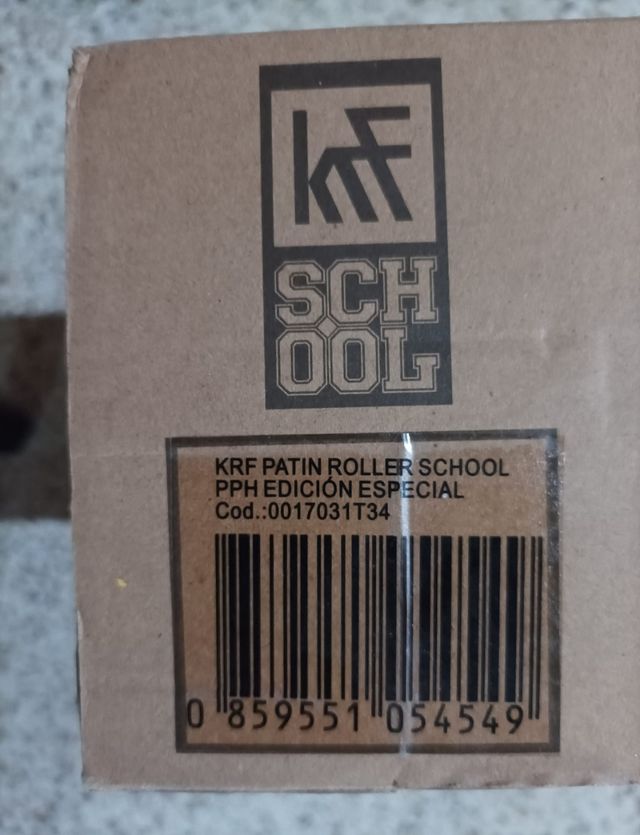 krF
SCH
OOL
KRF PATIN ROLLER SCHOOL
PPH EDICIÓN ESPECIAL
Cod.:0017031T34
0 859551 054549